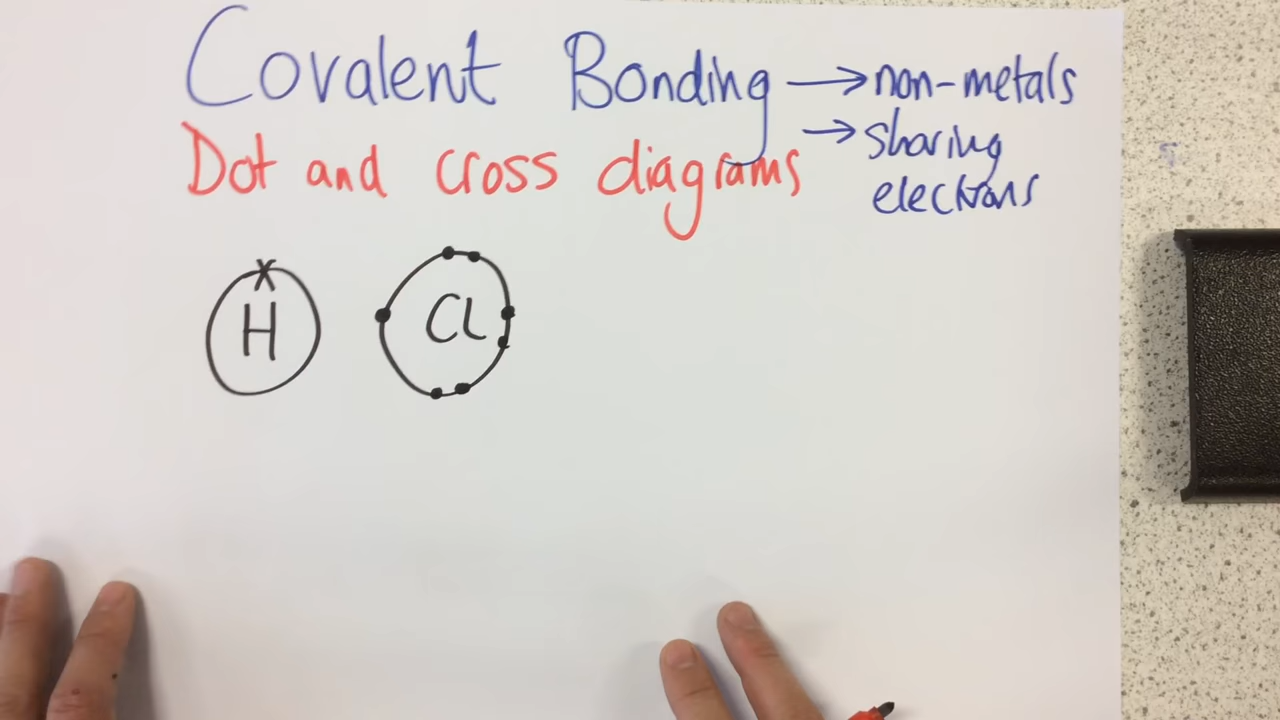 Covalent Bonding → non-metals
→ sharing
electrons
Dot and cross diagrams
H Cl